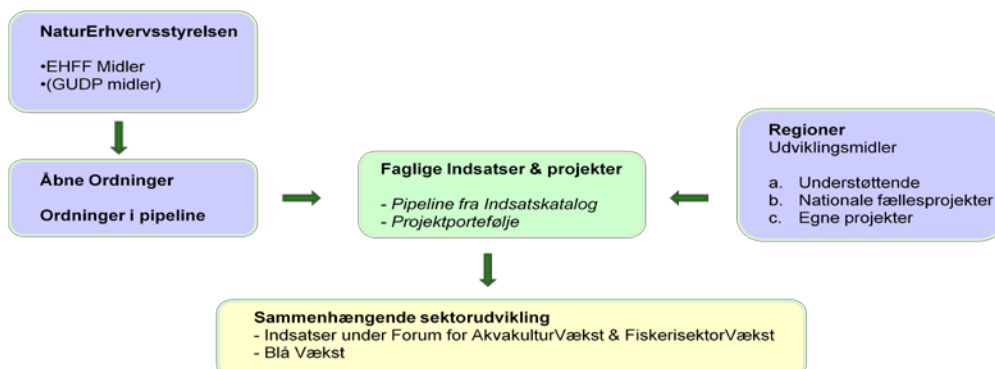 NaturErhvervsstyrelsen
•EHFF Midler
•(GUDP midler)
Åbne Ordninger
Ordninger i pipeline
Faglige Indsatser & projekter
- Pipeline fra Indsatskatalog
- Projektportefølje
Regioner
Udviklingsmidler
a. Understøttende
b. Nationale fællesprojekter
c. Egne projekter
Sammenhængende sektorudvikling
- Indsatser under Forum for AkvakulturVækst & FiskerisektorVækst
- Blå Vækst